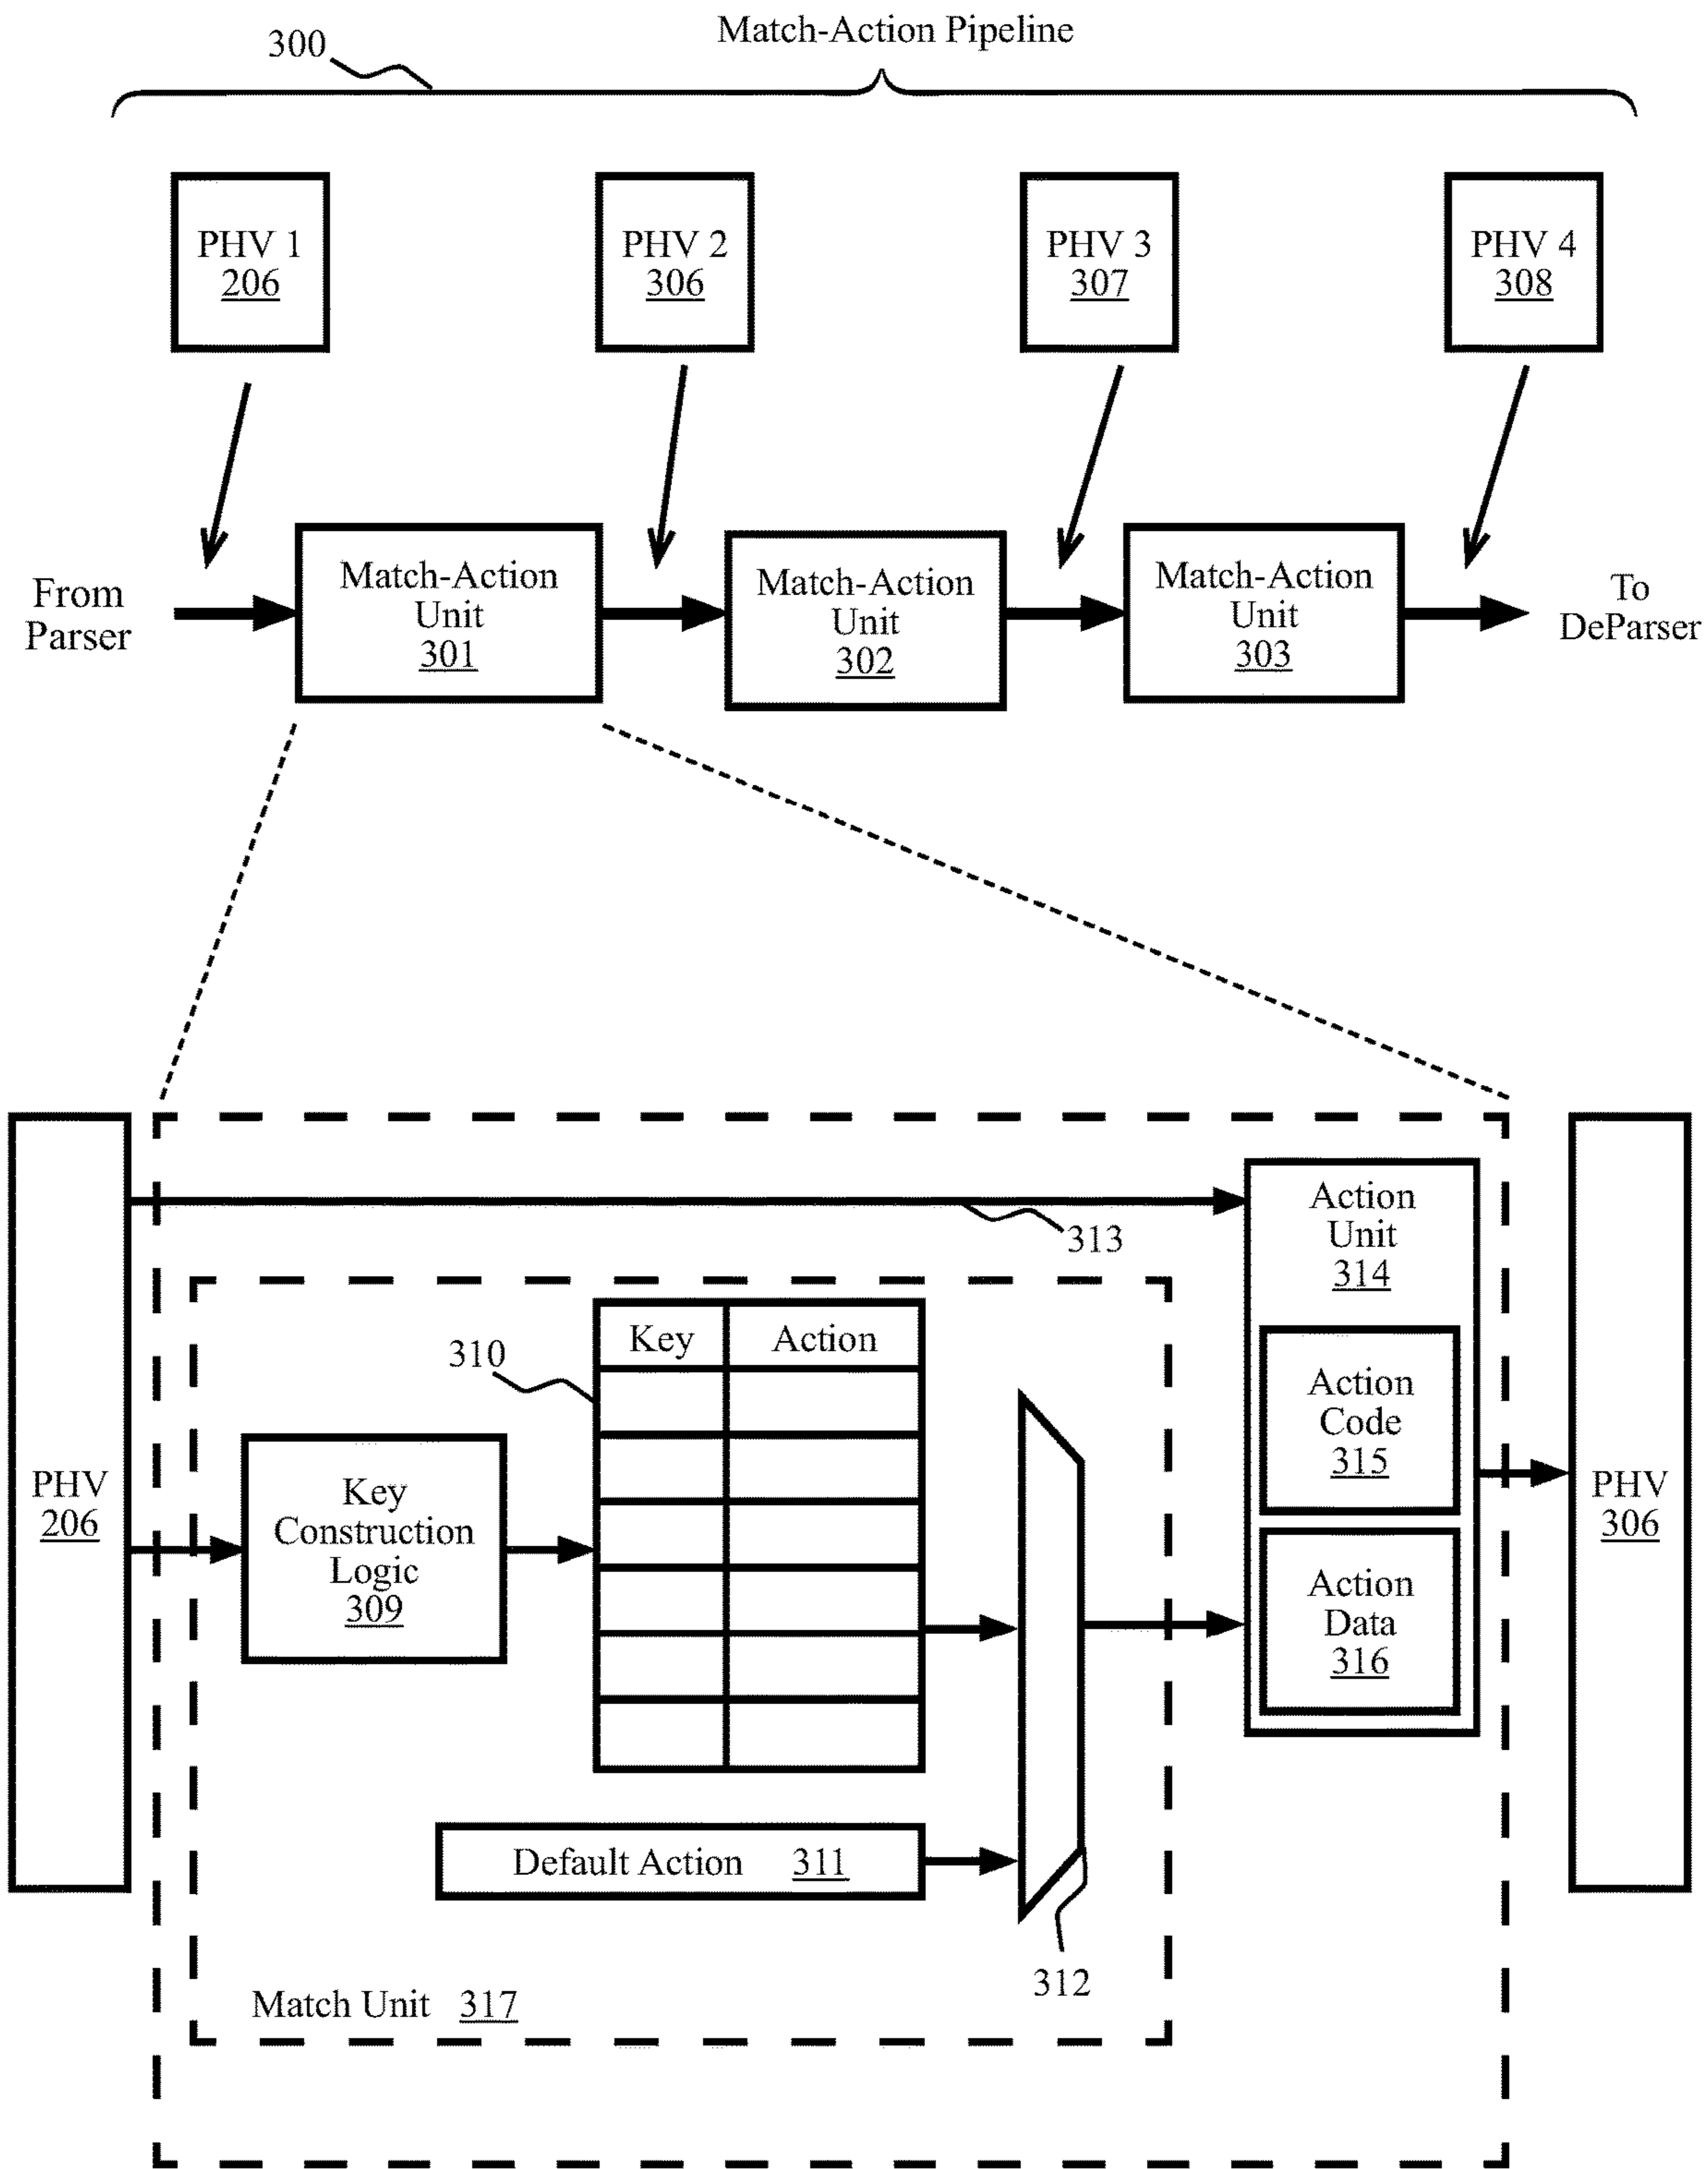 Match-Action Pipeline
300
PHV 1
206
PHV 2
306
PHV 3
307
PHV 4
308
From
Parser
Match-Action
Unit
301
Match-Action
Unit
302
Match-Action
Unit
303
To
DeParser
PHV
206
313
Action
Unit
314
310
Key
Action
Action
Code
315
Key
Construction
Logic
309
PHV
306
Action
Data
316
Default Action 311
312
Match Unit 317